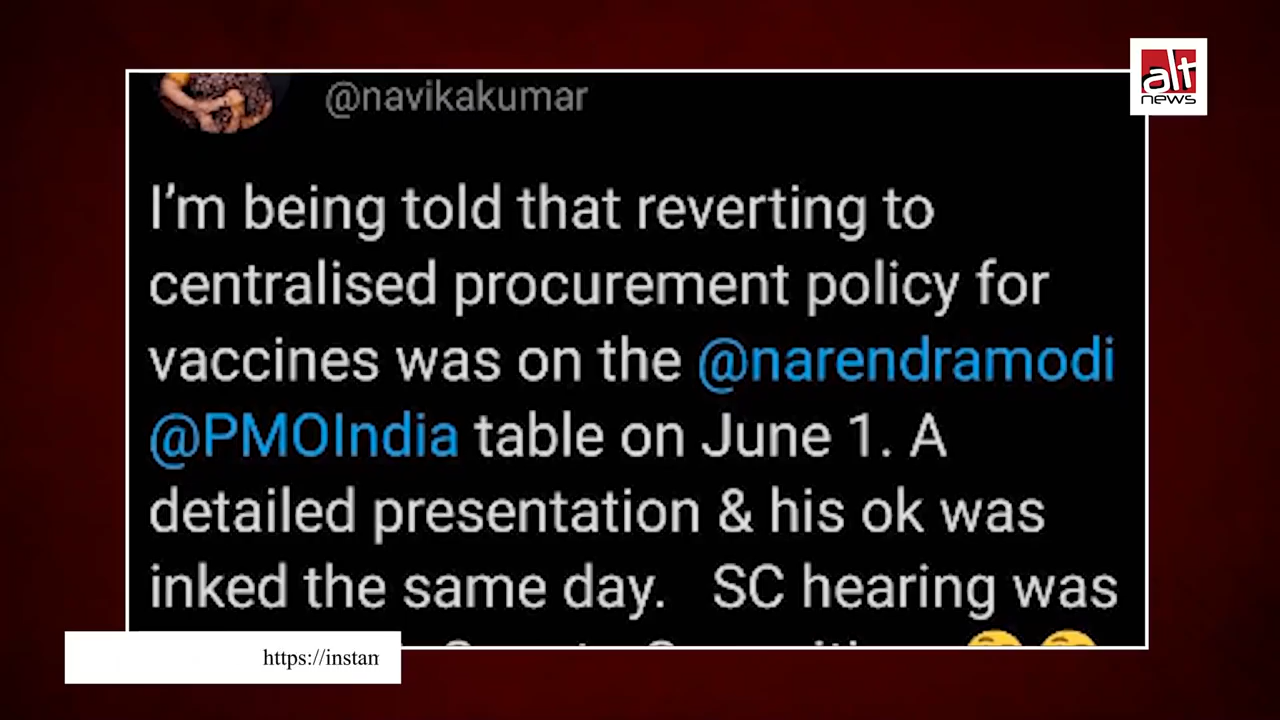 alt
news
@navikakumar
I’m being told that reverting to
centralised procurement policy for
vaccines was on the @narendramodi
@PMOIndia table on June 1. A
detailed presentation & his ok was
inked the same day. SC hearing was
https://instan